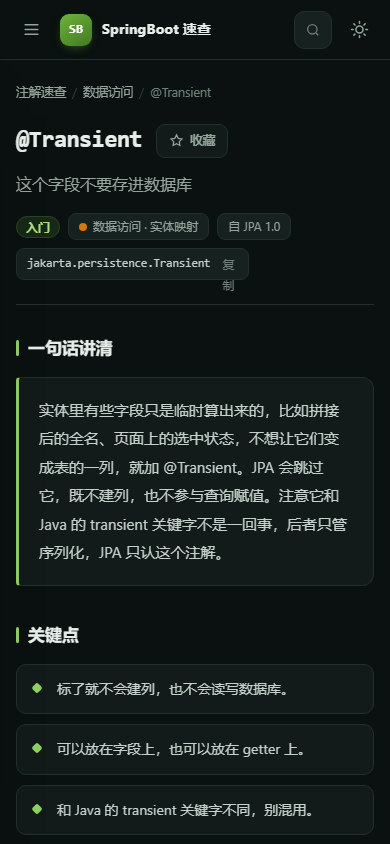 SB SpringBoot 速查
注解速查 / 数据访问 / @Transient
@Transient 收藏
这个字段不要存进数据库
入门 数据访问 · 实体映射 自 JPA 1.0
jakarta.persistence.Transient 复制
一句话讲清
实体里有些字段只是临时算出来的，比如拼接
后的全名、页面上的选中状态，不想让它们变
成表的一列，就加 @Transient。JPA 会跳过
它，既不建列，也不参与查询赋值。注意它和
Java 的 transient 关键字不是一回事，后者只管
序列化，JPA 只认这个注解。
关键点
标了就不会建列，也不会读写数据库。
可以放在字段上，也可以放在 getter 上。
和 Java 的 transient 关键字不同，别混用。